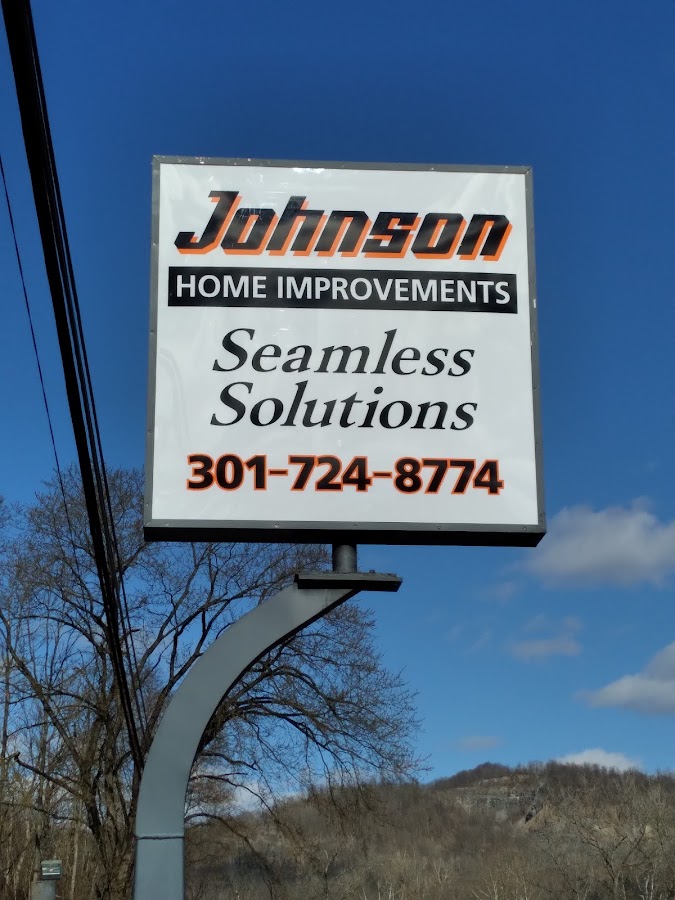 Johnson
HOME IMPROVEMENTS
Seamless
Solutions
301-724-8774